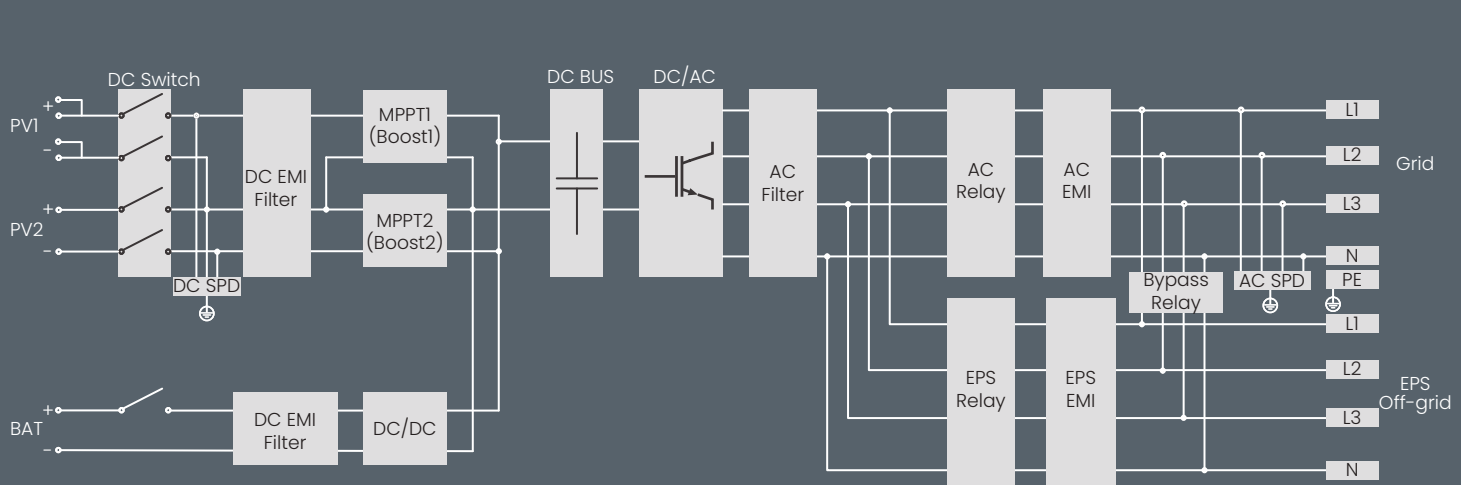 DC Switch
DC BUS
DC/AC
PV1
+
−
PV2
+
−
DC EMI
Filter
MPPT1
(Boost1)
MPPT2
(Boost2)
DC SPD
AC
Filter
AC
Relay
AC
EMI
L1
L2
L3
N
PE
Grid
Bypass
Relay
AC SPD
BAT
+
−
DC EMI
Filter
DC/DC
EPS
Relay
EPS
EMI
L1
L2
L3
N
EPS
Off-grid